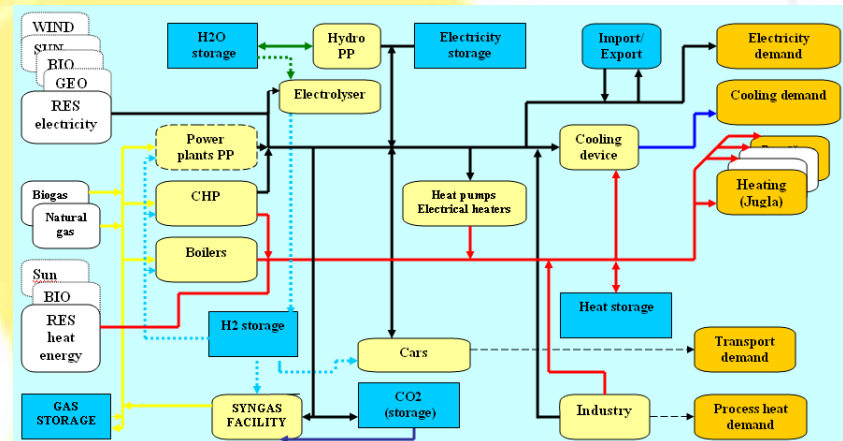 WIND
SUN
BIO
GEO
RES
electricity
H2O
storage
Hydro
PP
Electricity
storage
Import/
Export
Electricity
demand
Electrolyser
Cooling demand
Power
plants PP
Cooling
device
Biogas
Natural
gas
CHP
Heat pumps
Electrical heaters
Heating
(Jugla)
Boilers
Sun
BIO
RES
heat
energy
H2 storage
Heat storage
Cars
Transport
demand
GAS
STORAGE
SYNGAS
FACILITY
CO2
(storage)
Industry
Process heat
demand